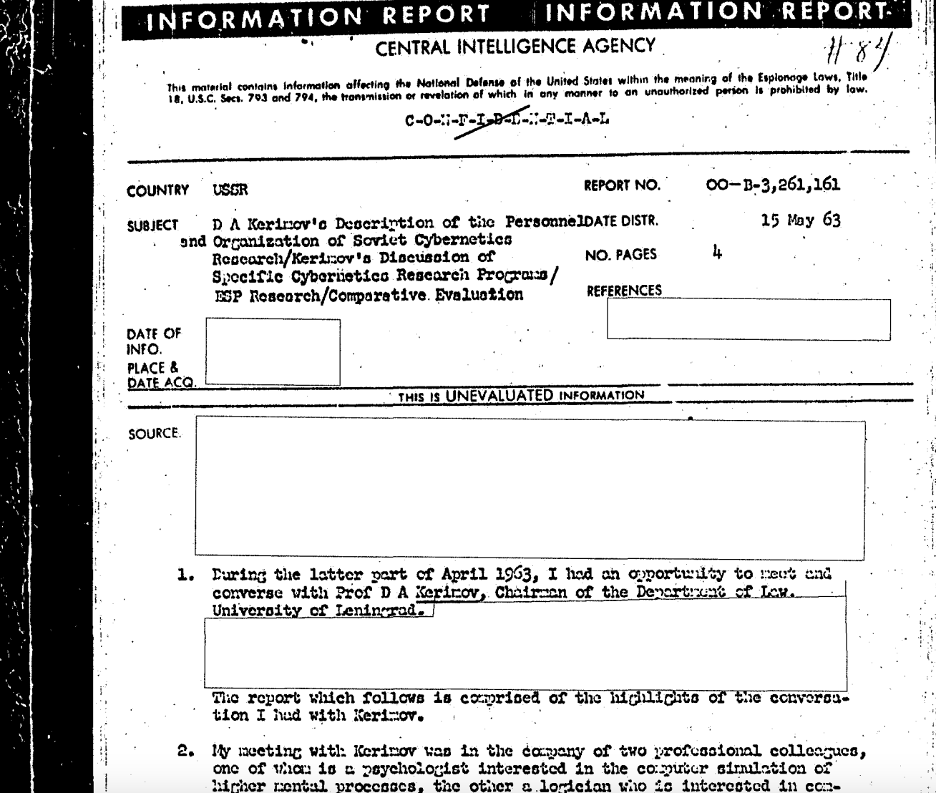 INFORMATION REPORT INFORMATION REPORT
CENTRAL INTELLIGENCE AGENCY
# 84
This material contains information affecting the National Defense of the United States within the meaning of the Espionage Laws, Title
18, U.S.C. Secs. 793 and 794, the transmission or revelation of which in any manner to an unauthorized person is prohibited by law.
C-O-N-F-I-D-E-N-T-I-A-L
COUNTRY USSR REPORT NO. OO-B-3,261,161
SUBJECT D A Kerimov's Description of the Personnel DATE DISTR. 15 May 63
and Organization of Soviet Cybernetics
Research/Kerimov's Discussion of NO. PAGES 4
Specific Cybernetics Research Programs/
ESP Research/Comparative Evaluation REFERENCES
DATE OF
INFO.
PLACE &
DATE ACQ.
THIS IS UNEVALUATED INFORMATION
SOURCE
1. During the latter part of April 1963, I had an opportunity to meet and
converse with Prof D A Kerimov, Chairman of the Department of Law.
University of Leningrad.
The report which follows is comprised of the highlights of the conversa-
tion I had with Kerimov.
2. My meeting with Kerimov was in the company of two professional colleagues,
one of whom is a psychologist interested in the computer simulation of
higher mental processes, the other a logician who is interested in com-